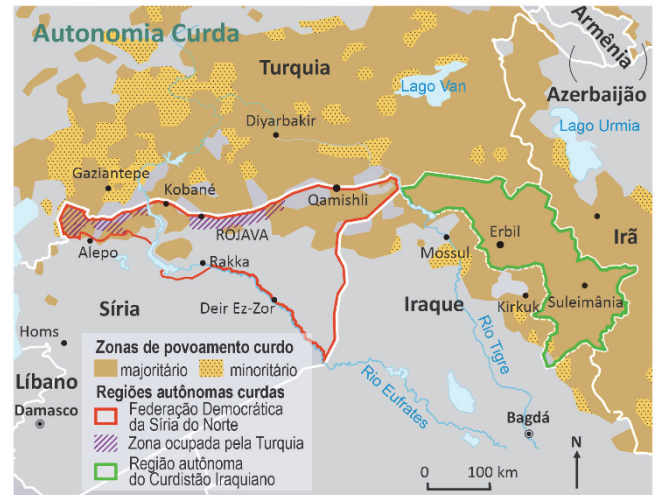 Autonomia Curda
Armênia
Turquia
Azerbaijão
Lago Van
Lago Urmia
Diyarbakir
Gaziantepe
Kobané
Qamishli
ROJAVA
Alepo
Rakka
Mossul
Erbil
Irã
Síria
Deir Ez-Zor
Iraque
Kirkuk
Suleimânia
Homs
Rio Tigre
Líbano
Damasco
Rio Eufrates
Bagdá
Zonas de povoamento curdo
majoritário
minoritário
Regiões autônomas curdas
Federação Democrática
da Síria do Norte
Zona ocupada pela Turquia
Região autônoma
do Curdistão Iraquiano
0 100 km
N